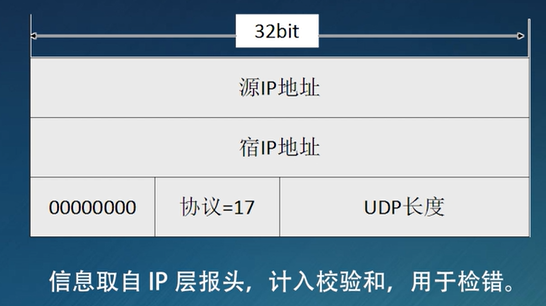 32bit
源IP地址
宿IP地址
00000000 协议=17 UDP长度
信息取自 IP 层报头，计入校验和，用于检错。